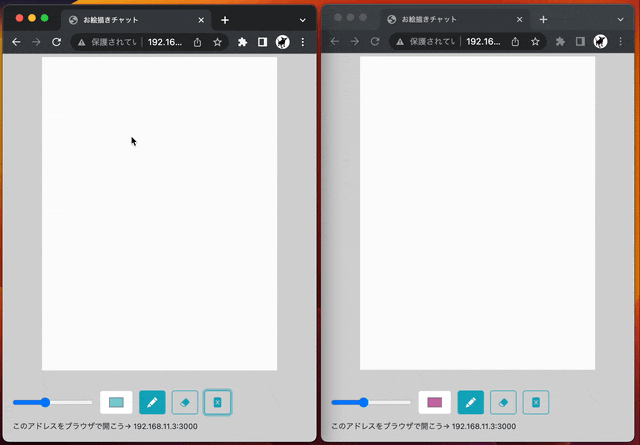 お絵描きチャット
保護されてい 192.16...
このアドレスをブラウザで開こう→ 192.168.11.3:3000
お絵描きチャット
保護されてい 192.16...
このアドレスをブラウザで開こう→ 192.168.11.3:3000